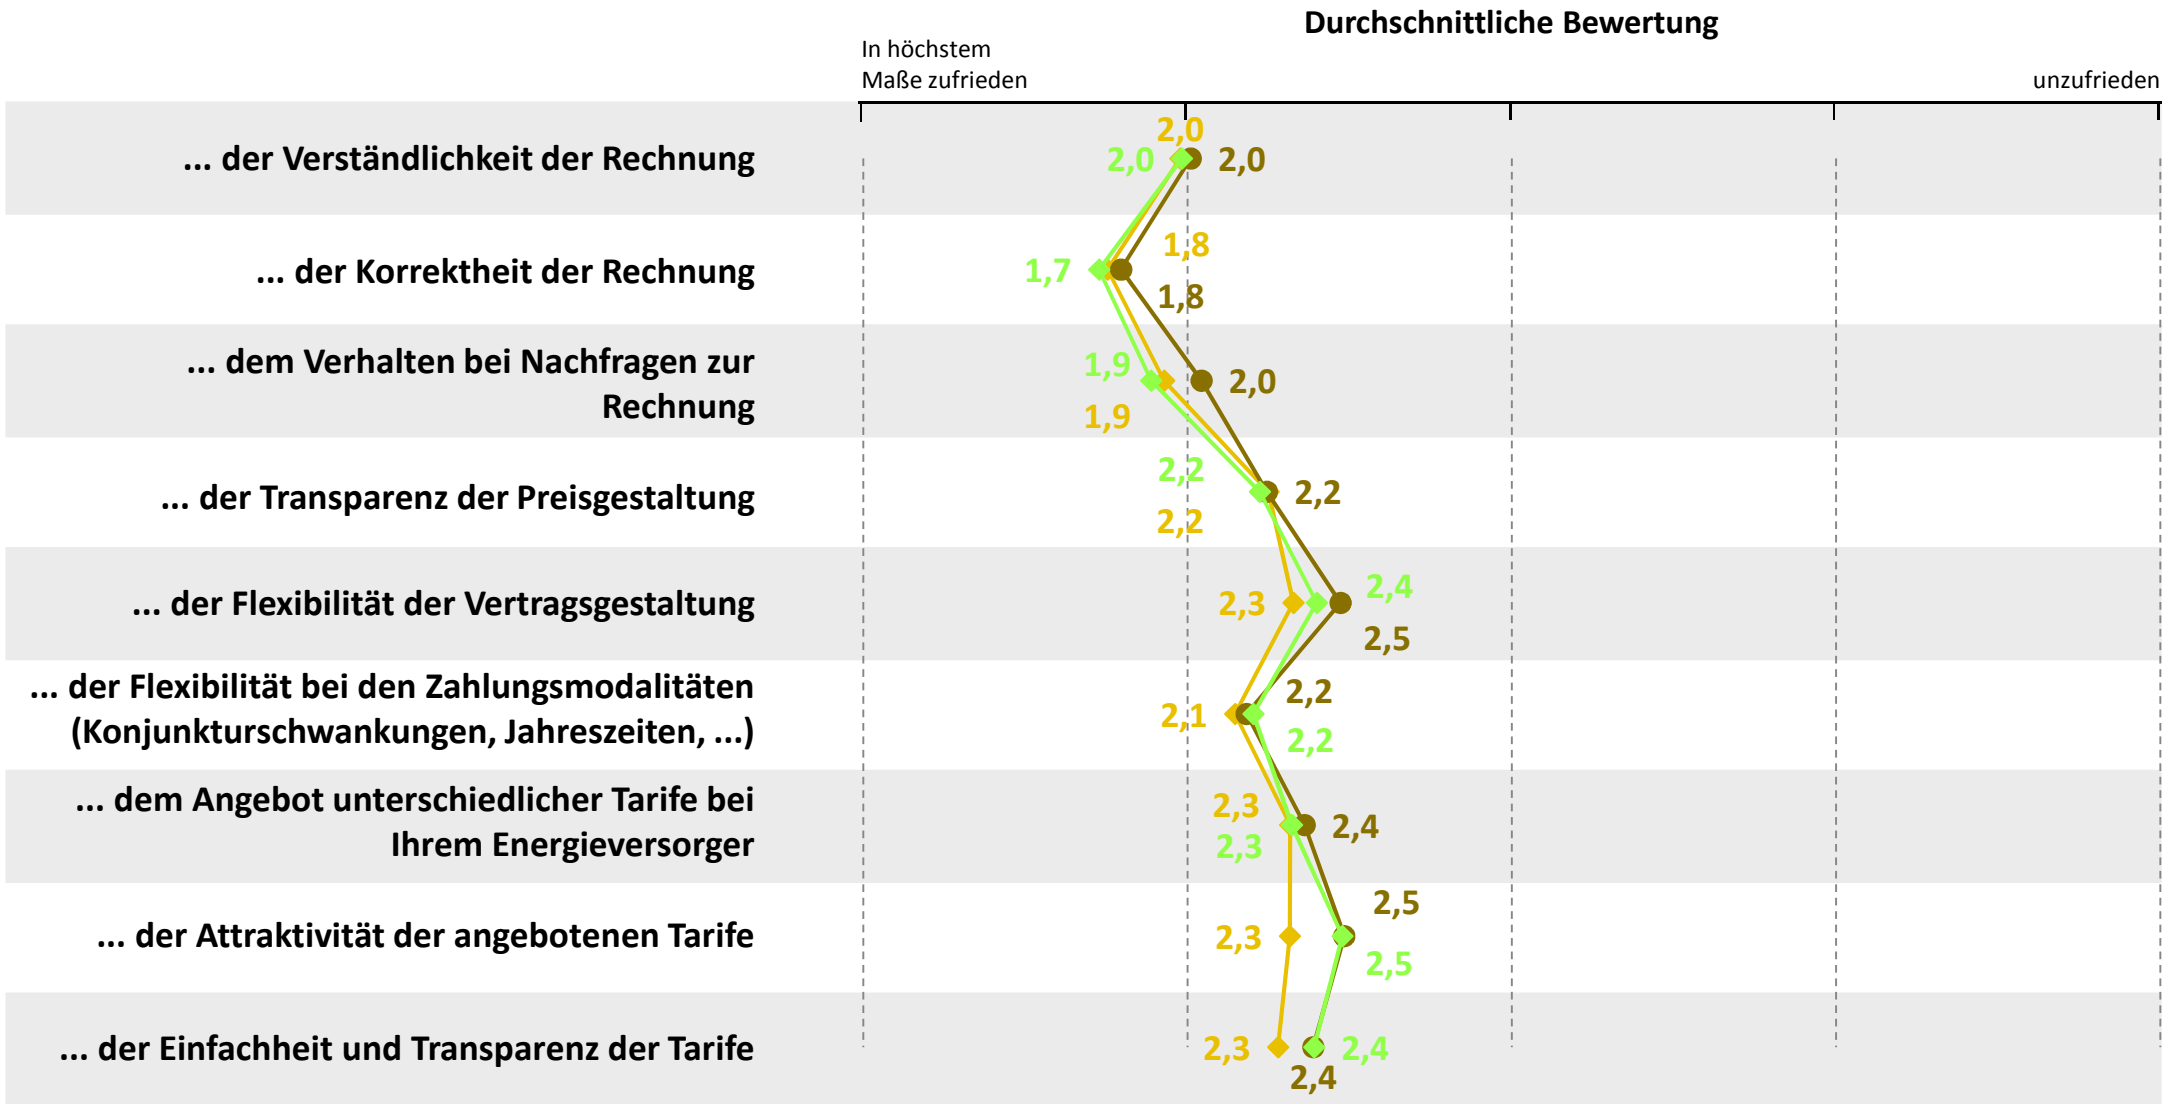 Durchschnittliche Bewertung
In höchstem
Maße zufrieden
unzufrieden
... der Verständlichkeit der Rechnung
2,0
2,0
2,0
... der Korrektheit der Rechnung
1,8
1,7
1,8
... dem Verhalten bei Nachfragen zur
Rechnung
1,9
2,0
1,9
... der Transparenz der Preisgestaltung
2,2
2,2
2,2
... der Flexibilität der Vertragsgestaltung
2,4
2,3
2,5
... der Flexibilität bei den Zahlungsmodalitäten
(Konjunkturschwankungen, Jahreszeiten, ...)
2,2
2,1
2,2
... dem Angebot unterschiedlicher Tarife bei
Ihrem Energieversorger
2,3
2,4
2,3
... der Attraktivität der angebotenen Tarife
2,5
2,3
2,5
... der Einfachheit und Transparenz der Tarife
2,3
2,4
2,4